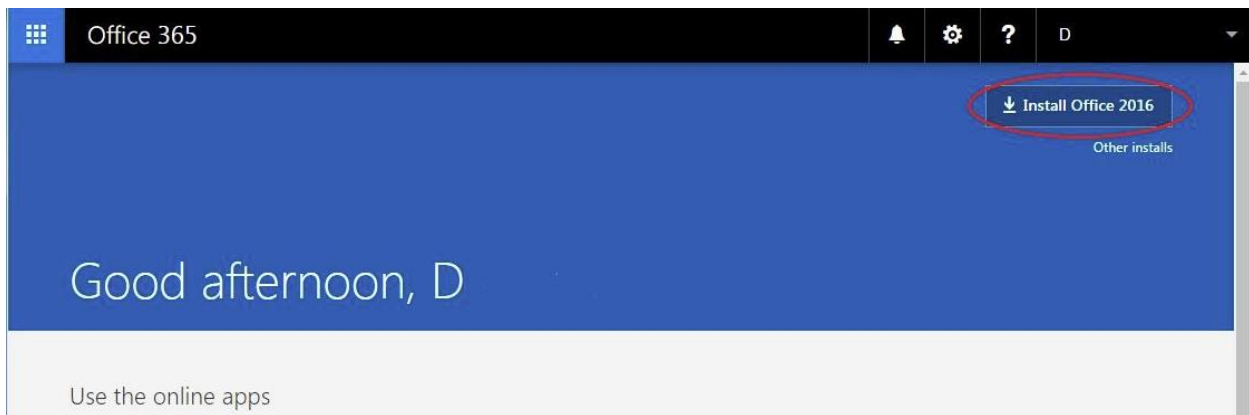 Office 365
?
D
Install Office 2016
Other installs
Good afternoon, D
Use the online apps